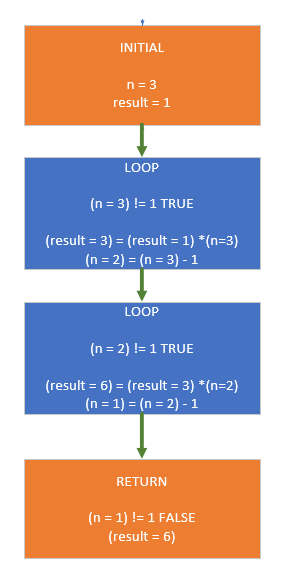 INITIAL
n = 3
result = 1
LOOP
(n = 3) != 1 TRUE
(result = 3) = (result = 1) *(n=3)
(n = 2) = (n = 3) - 1
LOOP
(n = 2) != 1 TRUE
(result = 6) = (result = 3) *(n=2)
(n = 1) = (n = 2) - 1
RETURN
(n = 1) != 1 FALSE
(result = 6)